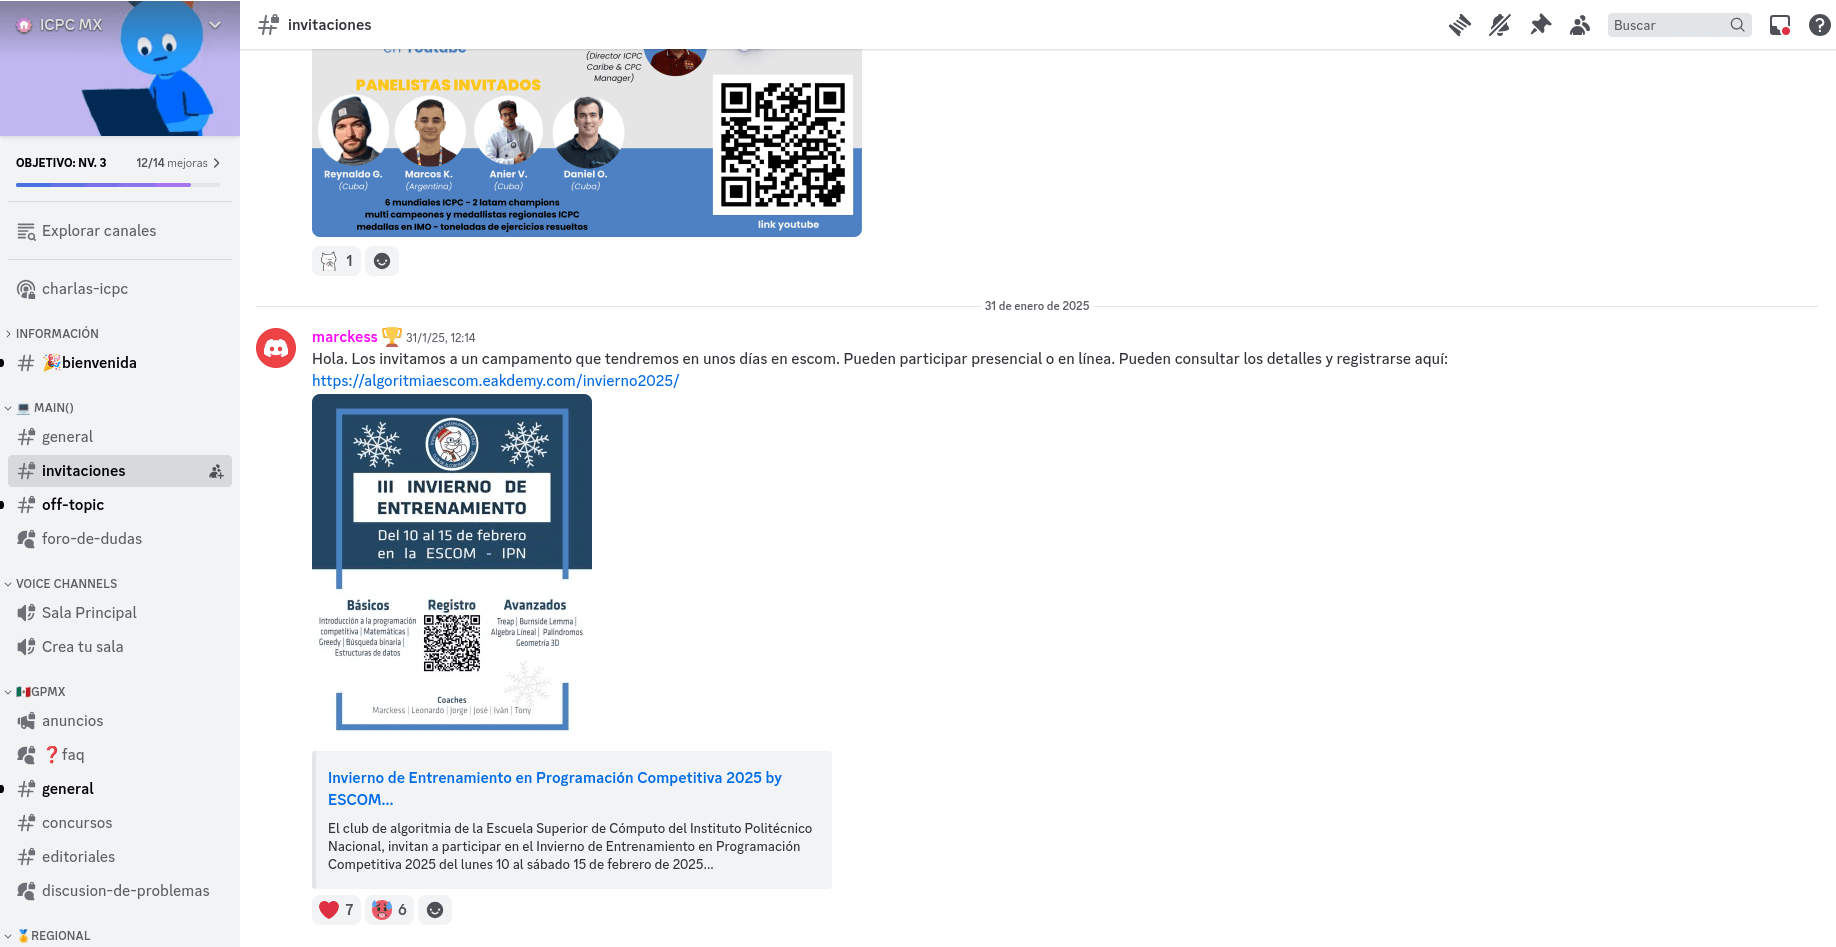 ICPC MX
OBJETIVO: NV. 3
12/14 mejoras
Explorar canales
charlas-icpc
INFORMACIÓN
bienvenida
MAIN()
general
invitaciones
off-topic
foro-de-dudas
VOICE CHANNELS
Sala Principal
Crea tu sala
GPMX
anuncios
faq
general
concursos
editoriales
discusion-de-problemas
REGIONAL
invitaciones
Buscar
en Youtube
(Director ICPC
Caribe & CPC
Manager)
PANELISTAS INVITADOS
Reynaldo G.
(Cuba)
Marcos K.
(Argentina)
Anier V.
(Cuba)
Daniel O.
(Cuba)
6 mundiales ICPC - 2 latam champions
multi campeones y medallistas regionales ICPC
medallas en IMO - toneladas de ejercicios resueltos
link youtube
1
31 de enero de 2025
marckess 31/1/25, 12:14
Hola. Los invitamos a un campamento que tendremos en unos días en escom. Pueden participar presencial o en línea. Pueden consultar los detalles y registrarse aquí:
https://algoritmiaescom.eakdemy.com/invierno2025/
III INVIERNO DE
ENTRENAMIENTO
Del 10 al 15 de febrero
en la ESCOM - IPN
Básicos
Introducción a la programación
competitiva | Matemáticas |
Greedy | Búsqueda binaria |
Estructuras de datos
Registro
Avanzados
Treap | Burnside Lemma |
Algebra Líneal | Palíndromos
Geometría 3D
Coaches
Marckess | Leonardo | Jorge | José | Iván | Tony
Invierno de Entrenamiento en Programación Competitiva 2025 by
ESCOM...
El club de algoritmia de la Escuela Superior de Cómputo del Instituto Politécnico
Nacional, invitan a participar en el Invierno de Entrenamiento en Programación
Competitiva 2025 del lunes 10 al sábado 15 de febrero de 2025...
7
6